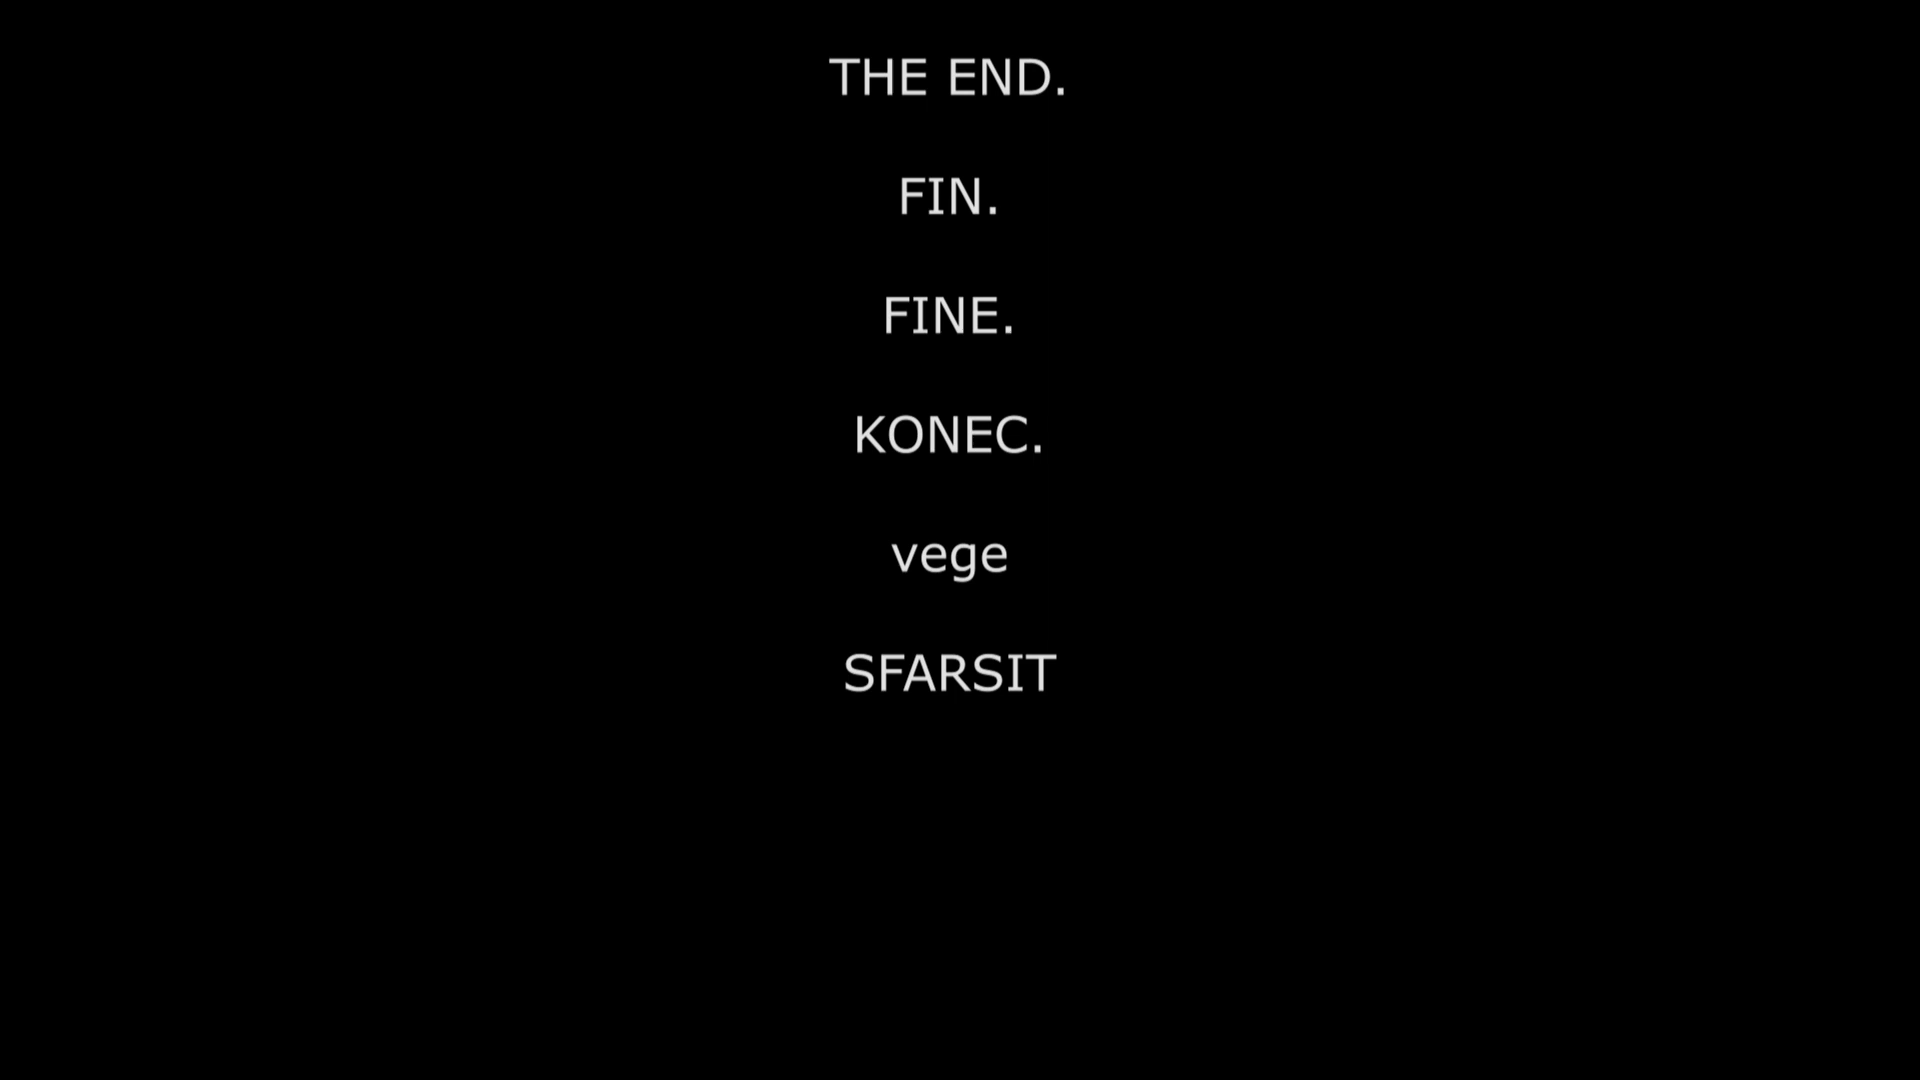 THE END.
FIN.
FINE.
KONEC.
vege
SFARSIT